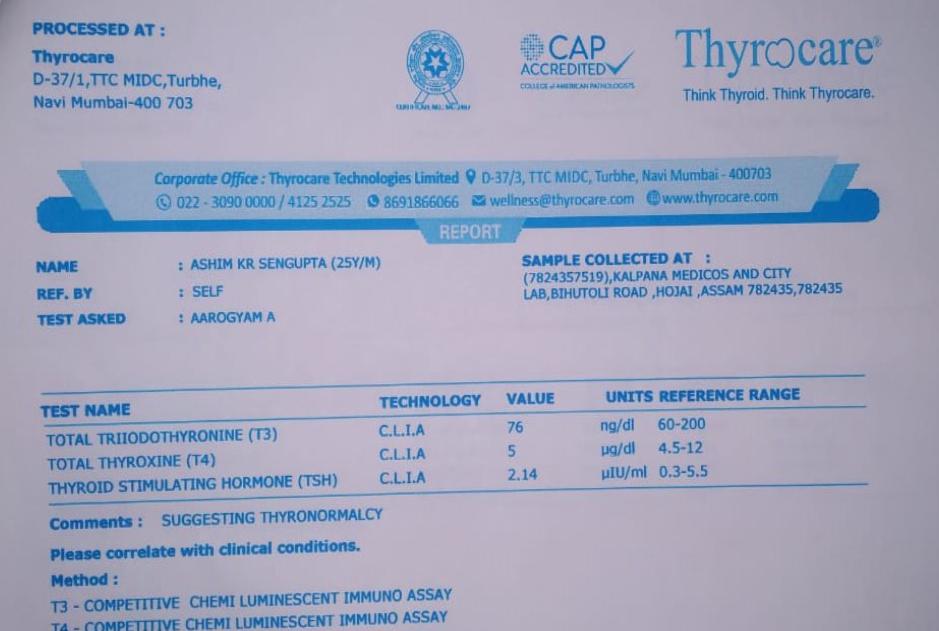 PROCESSED AT :
Thyrocare
D-37/1,TTC MIDC,Turbhe,
Navi Mumbai-400 703
CAP
ACCREDITED
COLLEGE of AMERICAN PATHOLOGISTS
Thyrocare®
Think Thyroid. Think Thyrocare.
Corporate Office : Thyrocare Technologies Limited D-37/3, TTC MIDC, Turbhe, Navi Mumbai - 400703
022 - 3090 0000 / 4125 2525 8691866066 wellness@thyrocare.com www.thyrocare.com
REPORT
NAME : ASHIM KR SENGUPTA (25Y/M)
REF. BY : SELF
TEST ASKED : AAROGYAM A
SAMPLE COLLECTED AT :
(7824357519),KALPANA MEDICOS AND CITY
LAB,BIHUTOLI ROAD ,HOJAI ,ASSAM 782435,782435
TEST NAME TECHNOLOGY VALUE UNITS REFERENCE RANGE
TOTAL TRIIODOTHYRONINE (T3) C.L.I.A 76 ng/dl 60-200
TOTAL THYROXINE (T4) C.L.I.A 5 µg/dl 4.5-12
THYROID STIMULATING HORMONE (TSH) C.L.I.A 2.14 µIU/ml 0.3-5.5
Comments : SUGGESTING THYRONORMALCY
Please correlate with clinical conditions.
Method :
T3 - COMPETITIVE CHEMI LUMINESCENT IMMUNO ASSAY
T4 - COMPETITIVE CHEMI LUMINESCENT IMMUNO ASSAY